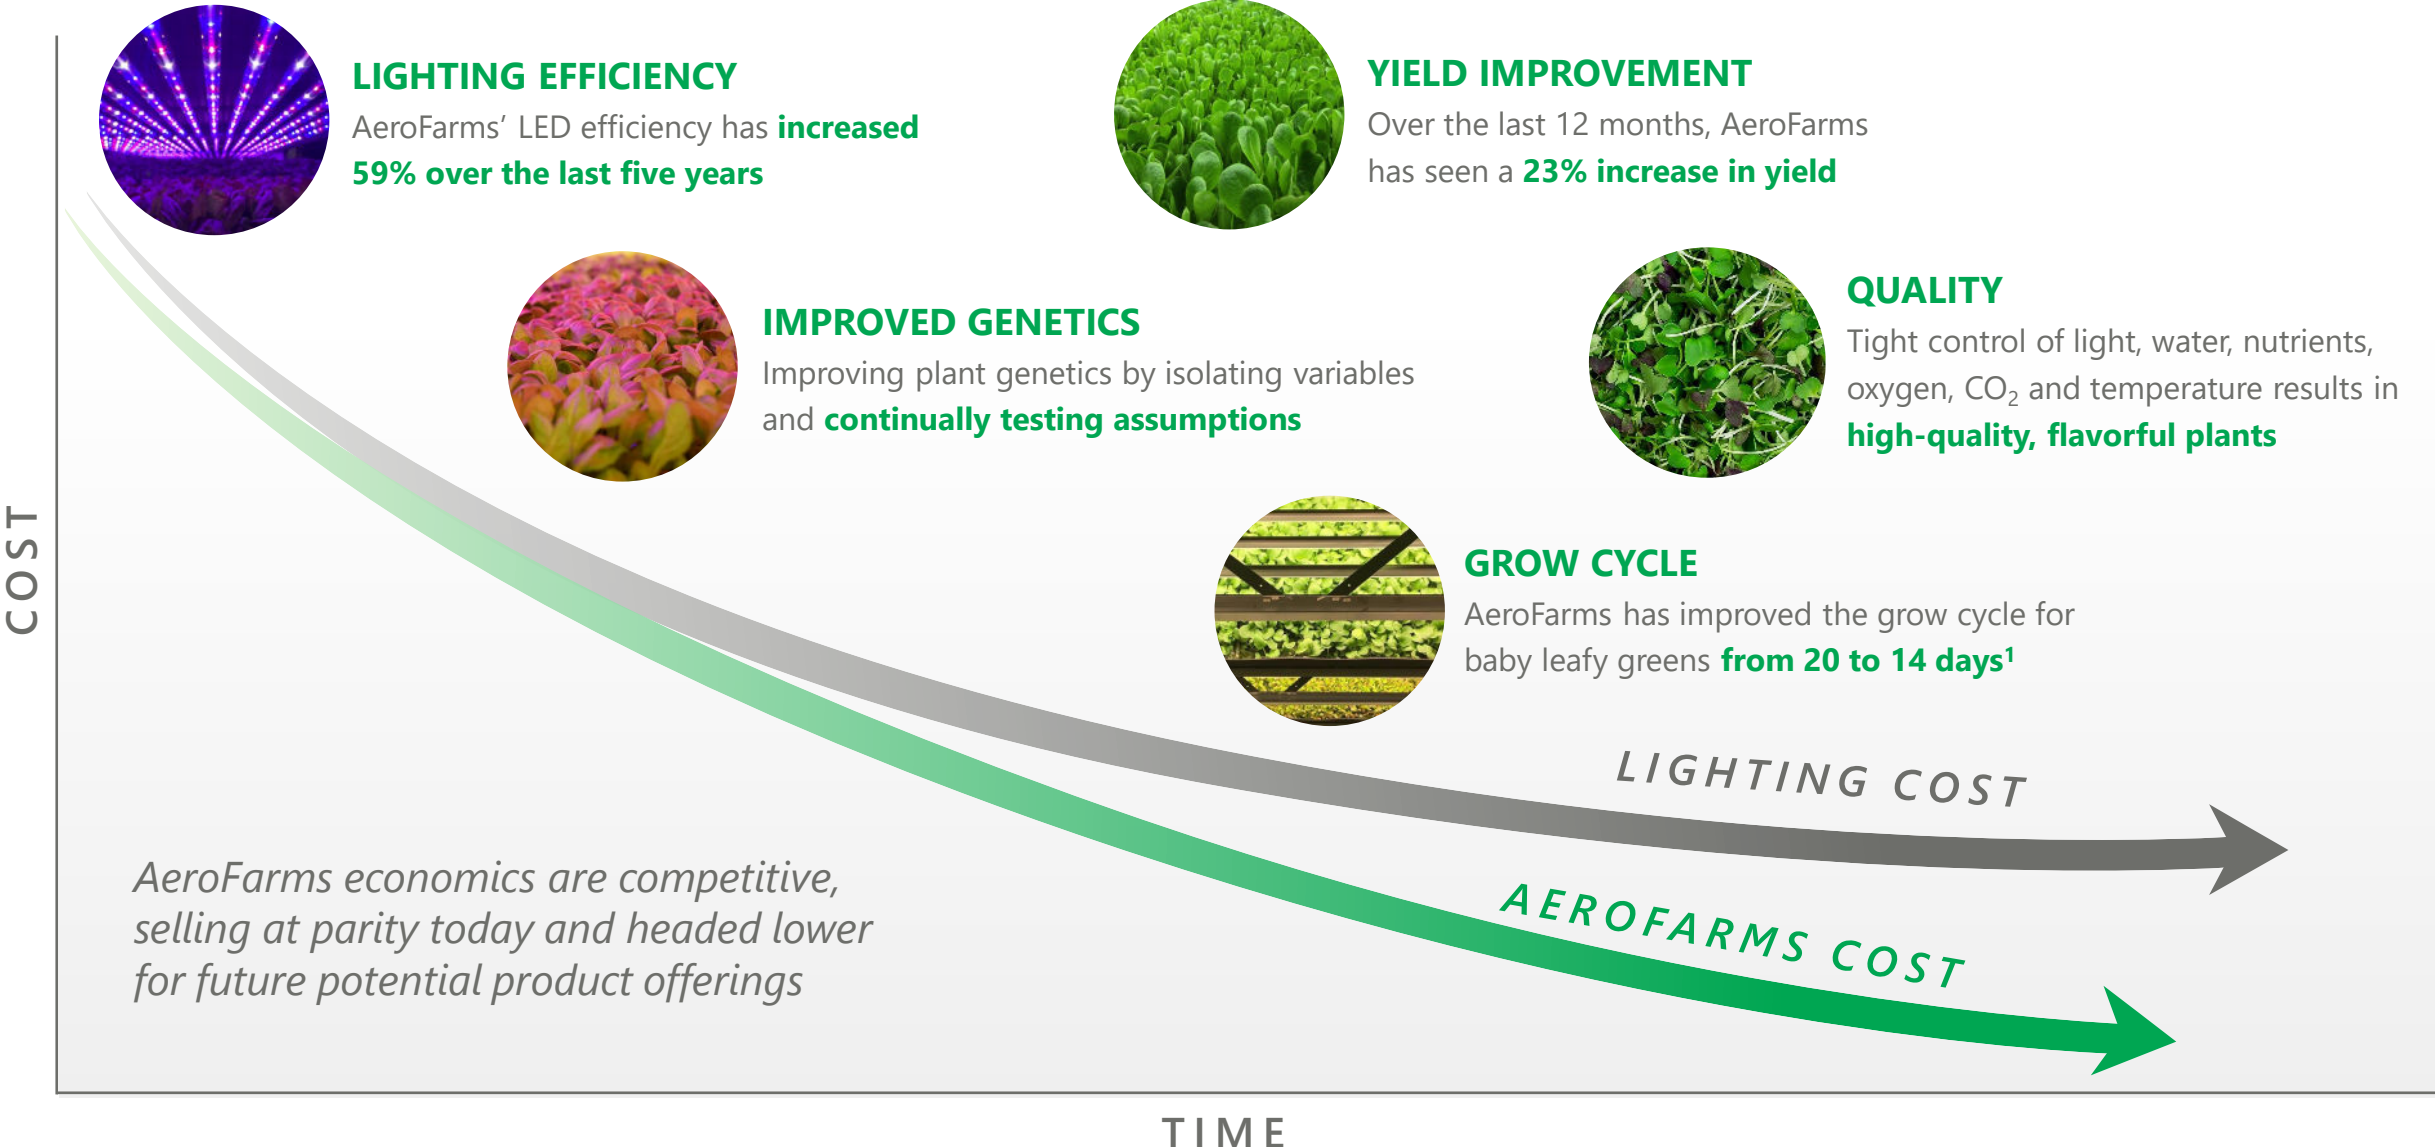 LIGHTING EFFICIENCY
AeroFarms’ LED efficiency has increased
59% over the last five years
YIELD IMPROVEMENT
Over the last 12 months, AeroFarms
has seen a 23% increase in yield
IMPROVED GENETICS
Improving plant genetics by isolating variables
and continually testing assumptions
QUALITY
Tight control of light, water, nutrients,
oxygen, CO₂ and temperature results in
high-quality, flavorful plants
GROW CYCLE
AeroFarms has improved the grow cycle for
baby leafy greens from 20 to 14 days¹
COST
LIGHTING COST
AEROFARMS COST
AeroFarms economics are competitive,
selling at parity today and headed lower
for future potential product offerings
TIME